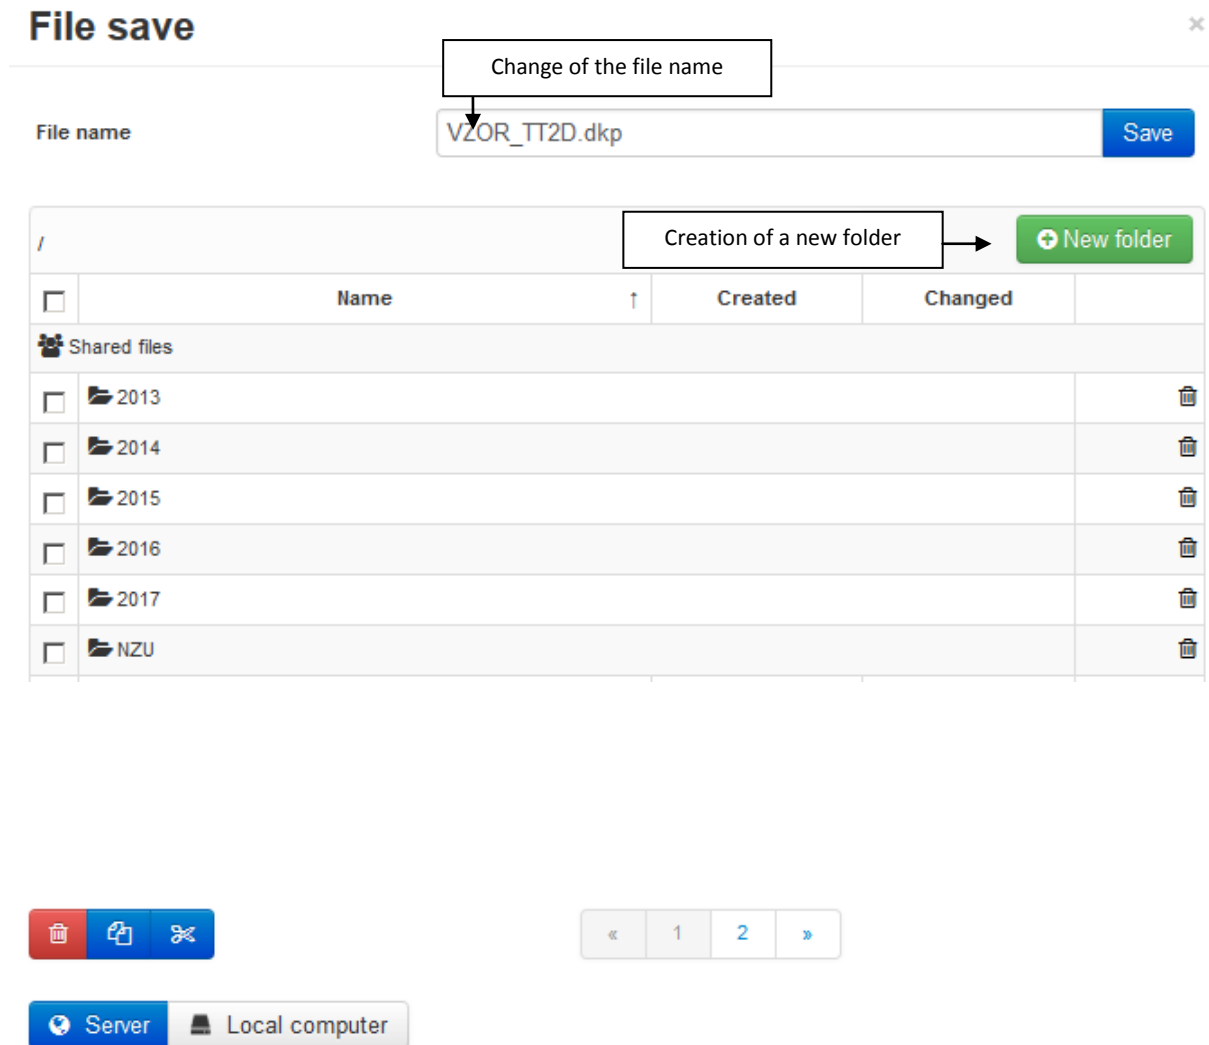 File save
×
Change of the file name
File name
VZOR_TT2D.dkp
Save
/
Creation of a new folder
New folder
Name ↑ Created Changed
Shared files
2013
2014
2015
2016
2017
NZU
« 1 2 »
Server Local computer